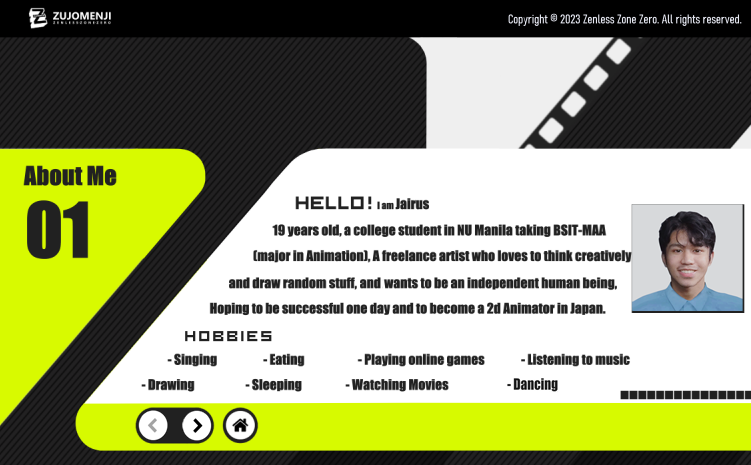 ZUJOMENJI
ZENLESSZONEZERO
Copyright © 2023 Zenless Zone Zero. All rights reserved.
About Me
01
HELLO! I am Jairus
19 years old, a college student in NU Manila taking BSIT-MAA
(major in Animation), A freelance artist who loves to think creatively
and draw random stuff, and wants to be an independent human being,
Hoping to be successful one day and to become a 2d Animator in Japan.
HOBBIES
- Singing - Eating - Playing online games - Listening to music
- Drawing - Sleeping - Watching Movies - Dancing